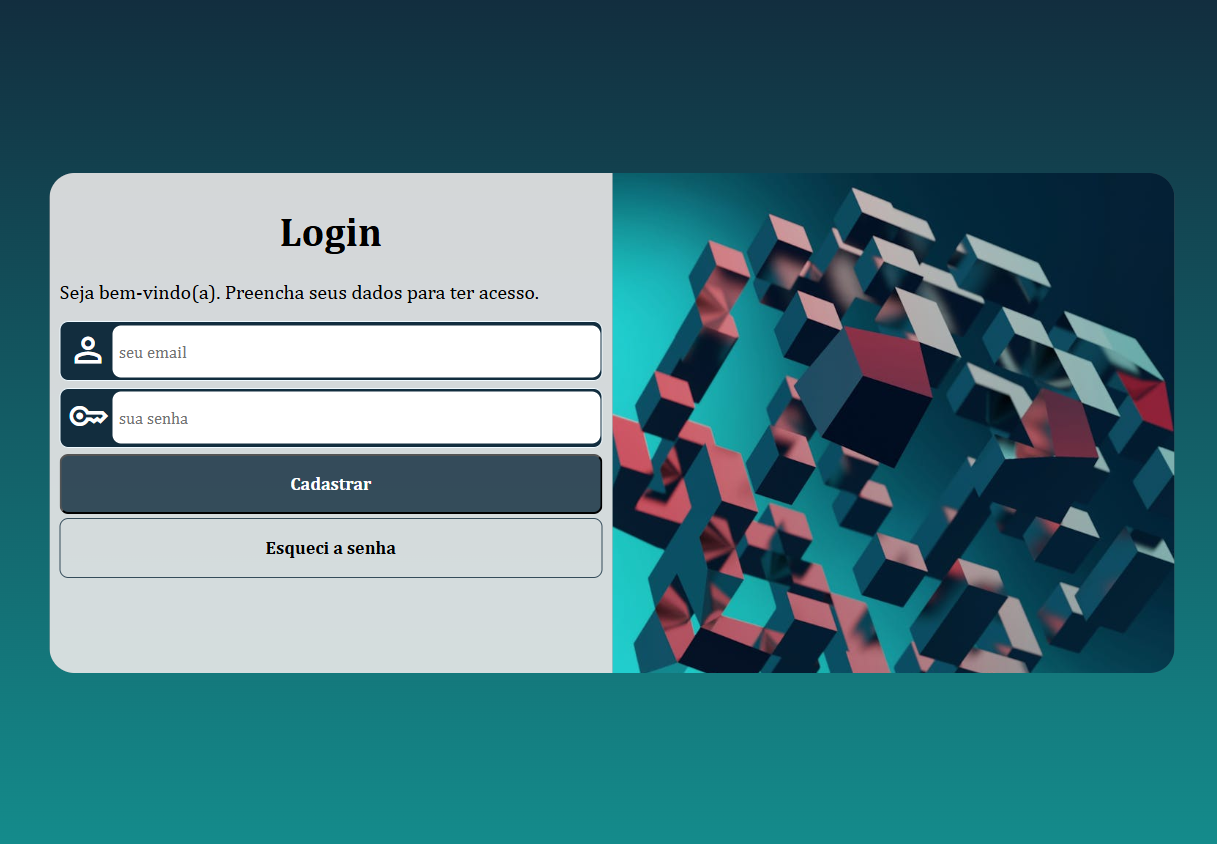 Login
Seja bem-vindo(a). Preencha seus dados para ter acesso.
seu email
sua senha
Cadastrar
Esqueci a senha